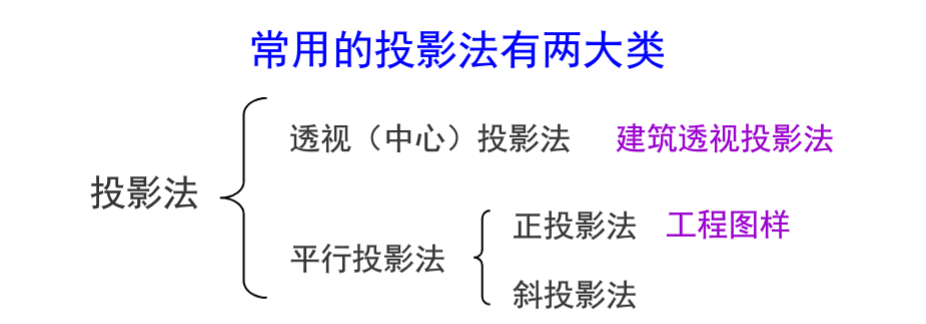 常用的投影法有两大类
透视（中心）投影法 建筑透视投影法
投影法
正投影法 工程图样
平行投影法
斜投影法